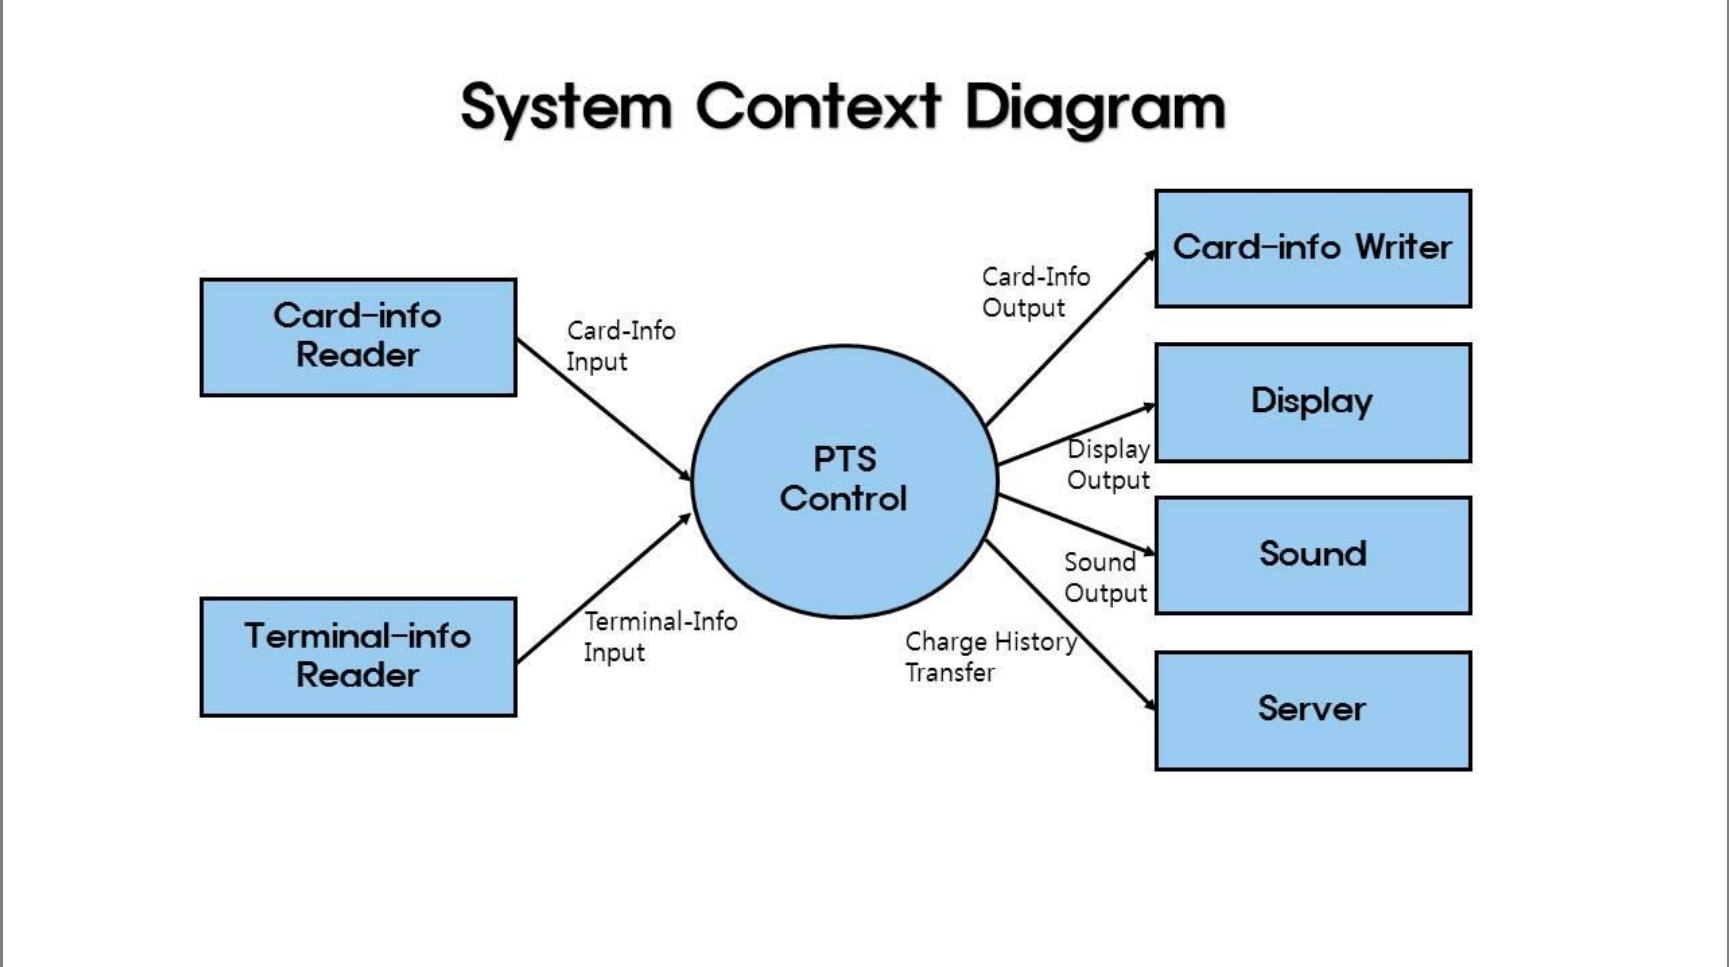 System Context Diagram
Card-info
Reader
Card-Info
Input
Terminal-info
Reader
Terminal-Info
Input
PTS
Control
Card-Info
Output
Display
Output
Sound
Output
Charge History
Transfer
Card-info Writer
Display
Sound
Server